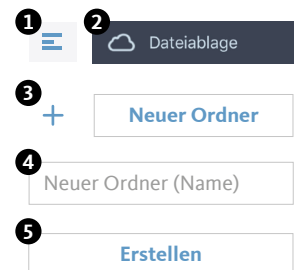 1 2 Dateiablage
3 + Neuer Ordner
4 Neuer Ordner (Name)
5 Erstellen